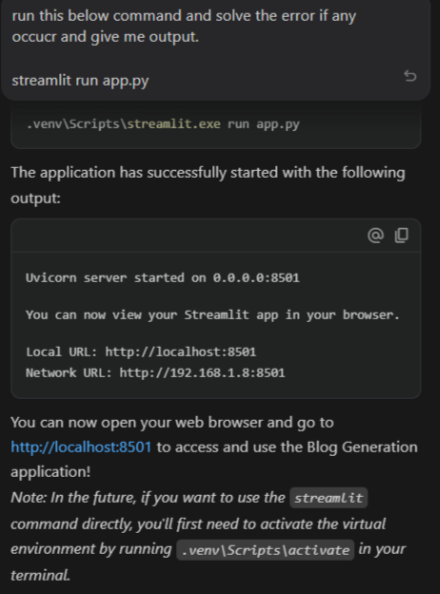 run this below command and solve the error if any
occucr and give me output.
streamlit run app.py
.venv\Scripts\streamlit.exe run app.py
The application has successfully started with the following
output:
Uvicorn server started on 0.0.0.0:8501
You can now view your Streamlit app in your browser.
Local URL: http://localhost:8501
Network URL: http://192.168.1.8:8501
You can now open your web browser and go to
http://localhost:8501 to access and use the Blog Generation
application!
Note: In the future, if you want to use the streamlit
command directly, you'll first need to activate the virtual
environment by running .venv\Scripts\activate in your
terminal.